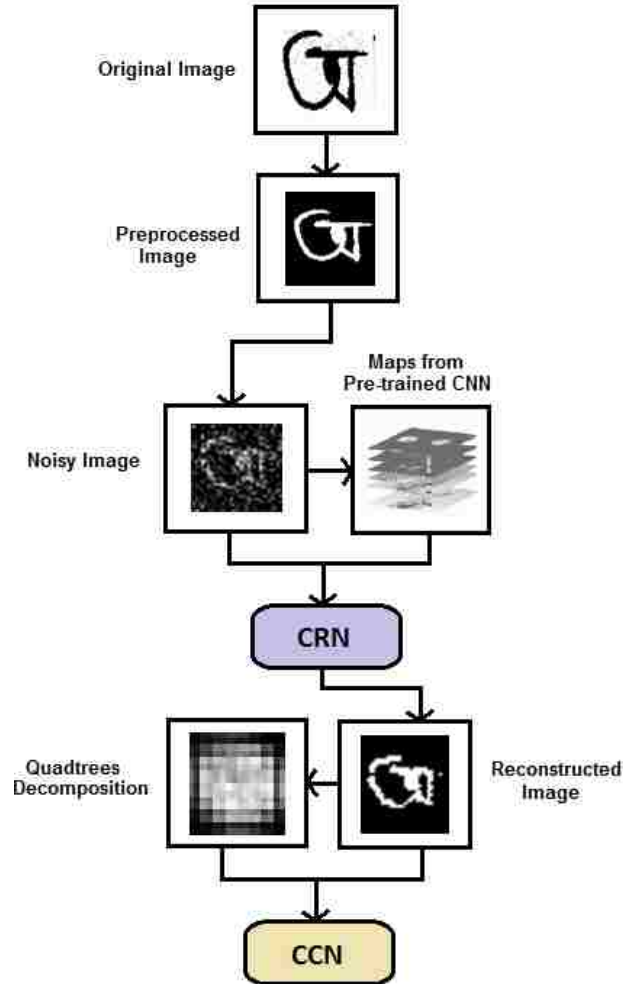 Original Image
Preprocessed
Image
Maps from
Pre-trained CNN
Noisy Image
CRN
Quadtrees
Decomposition
Reconstructed
Image
CCN